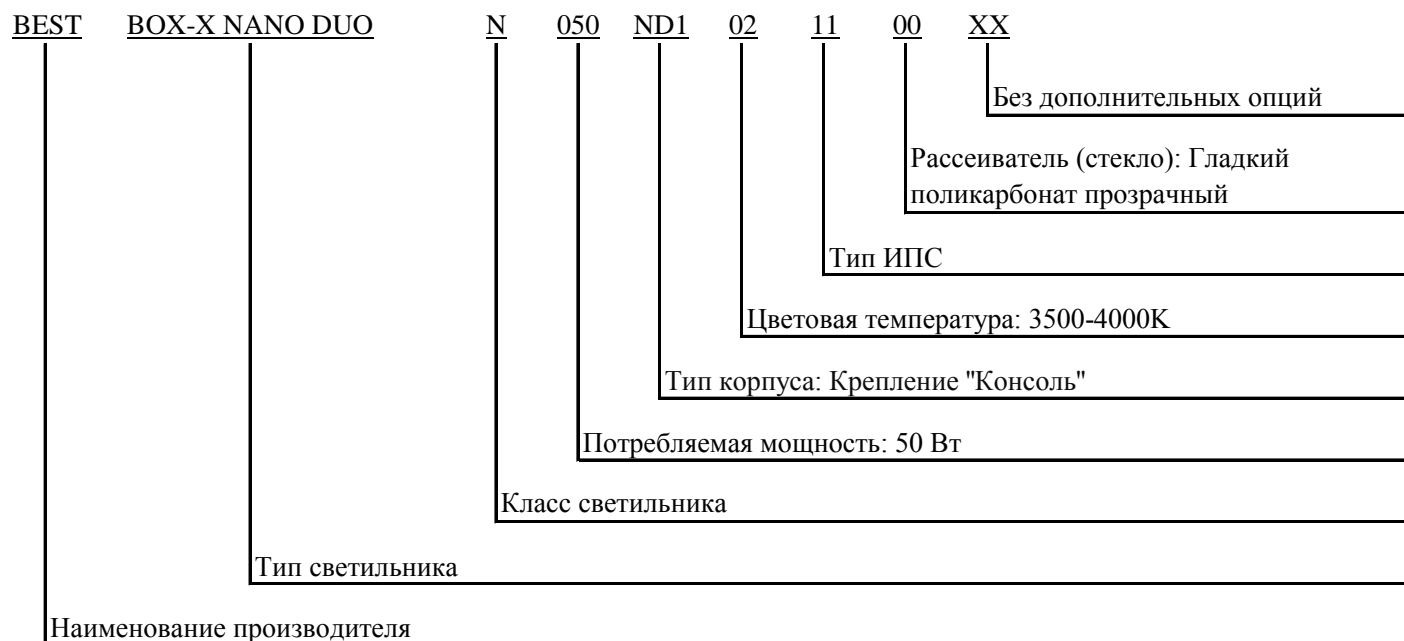 BEST BOX-X NANO DUO N 050 ND1 02 11 00 XX
Без дополнительных опций
Рассеиватель (стекло): Гладкий
поликарбонат прозрачный
Тип ИПС
Цветовая температура: 3500-4000К
Тип корпуса: Крепление "Консоль"
Потребляемая мощность: 50 Вт
Класс светильника
Тип светильника
Наименование производителя